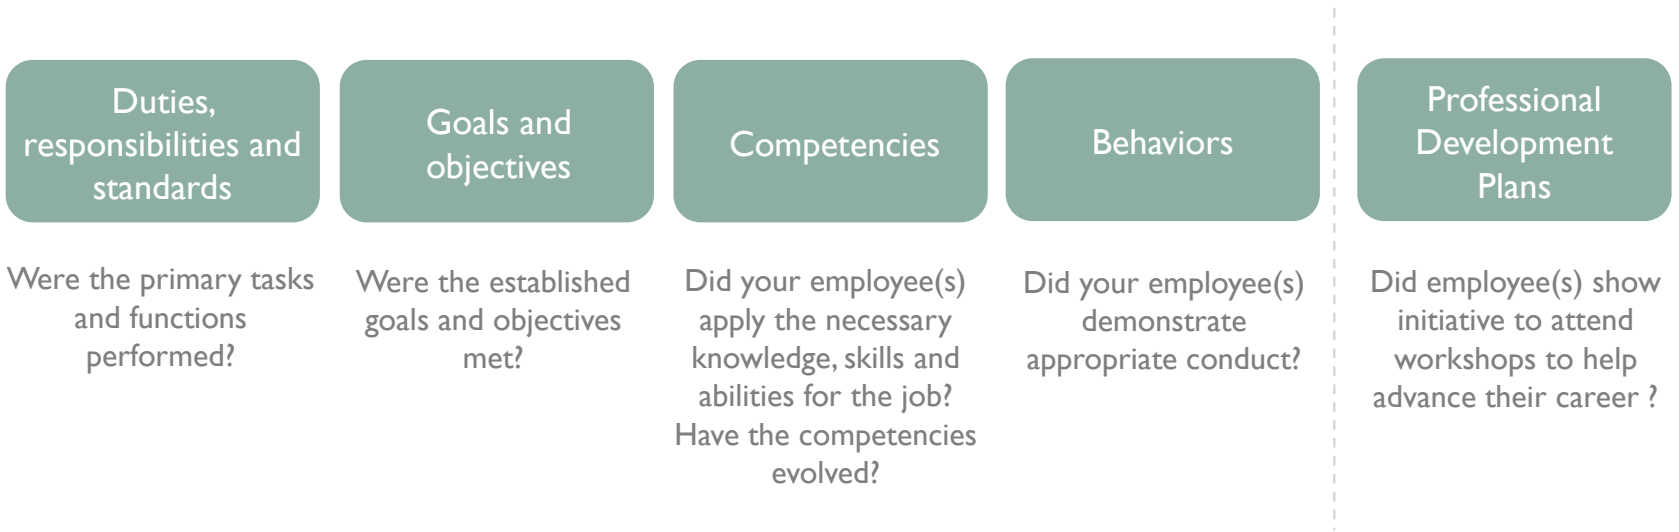 Duties,
responsibilities and
standards
Were the primary tasks
and functions
performed?
Goals and
objectives
Were the established
goals and objectives
met?
Competencies
Did your employee(s)
apply the necessary
knowledge, skills and
abilities for the job?
Have the competencies
evolved?
Behaviors
Did your employee(s)
demonstrate
appropriate conduct?
Professional
Development
Plans
Did employee(s) show
initiative to attend
workshops to help
advance their career ?